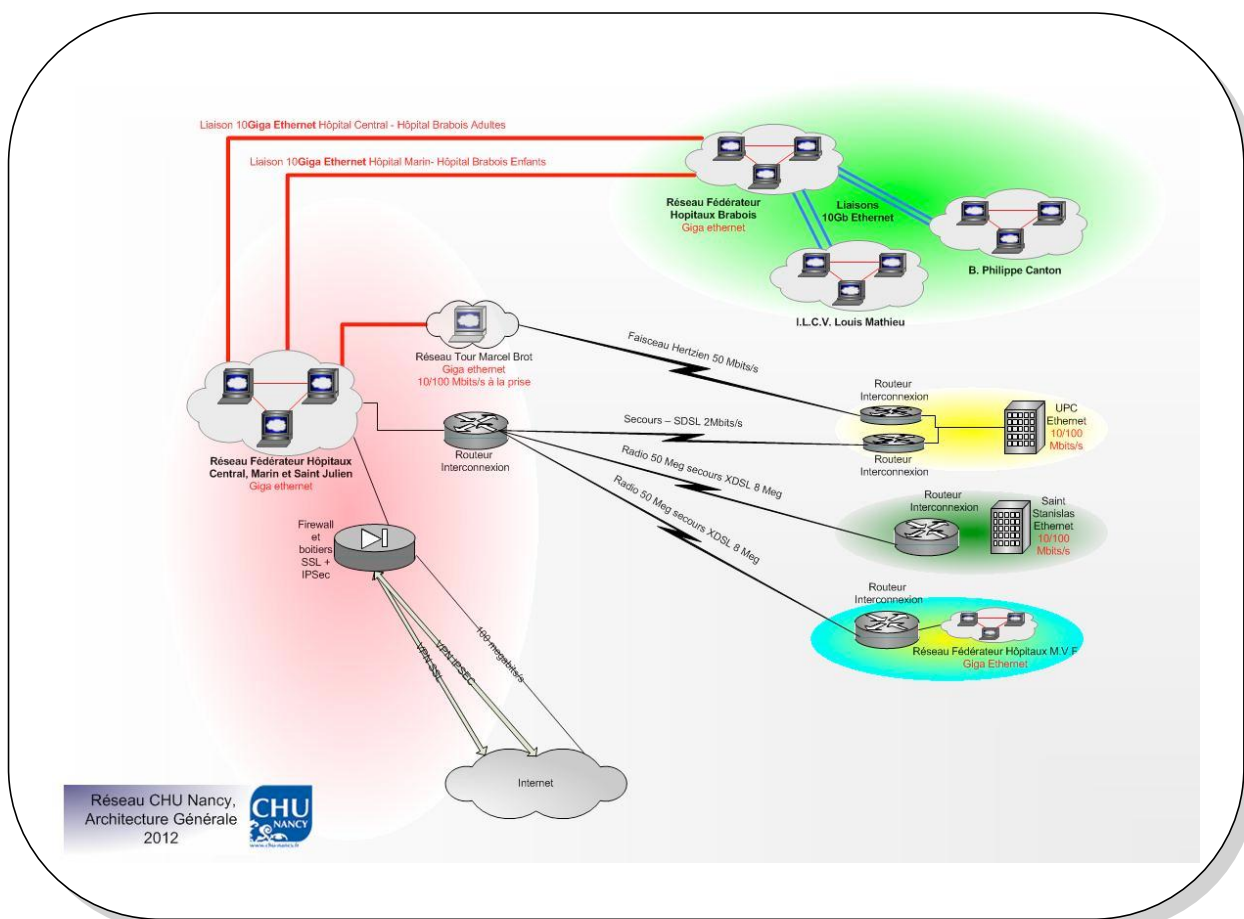 Liaison 10Giga Ethernet Hôpital Central - Hôpital Brabois Adultes
Liaison 10Giga Ethernet Hôpital Marin- Hôpital Brabois Enfants
Réseau Fédérateur
Hopitaux Brabois
Giga ethernet
Liaisons
10Gb Ethernet
B. Philippe Canton
I.L.C.V. Louis Mathieu
Réseau Tour Marcel Brot
Giga ethernet
10/100 Mbits/s à la prise
Faisceau Hertzien 50 Mbits/s
Routeur
Interconnexion
UPC
Ethernet
10/100
Mbits/s
Secours – SDSL 2Mbits/s
Routeur
Interconnexion
Réseau Fédérateur Hôpitaux
Central, Marin et Saint Julien
Giga ethernet
Routeur
Interconnexion
Radio 50 Meg secours XDSL 8 Meg
Radio 50 Meg secours XDSL 8 Meg
Routeur
Interconnexion
Saint
Stanislas
Ethernet
10/100
Mbits/s
Firewall
et
boitiers
SSL +
IPSec
Routeur
Interconnexion
Réseau Fédérateur Hôpitaux M.V.F
Giga Ethernet
VPN SSL
VPN IPSEC
100 megabits/s
Internet
Réseau CHU Nancy,
Architecture Générale
2012
CHU
NANCY
www.chu-nancy.fr